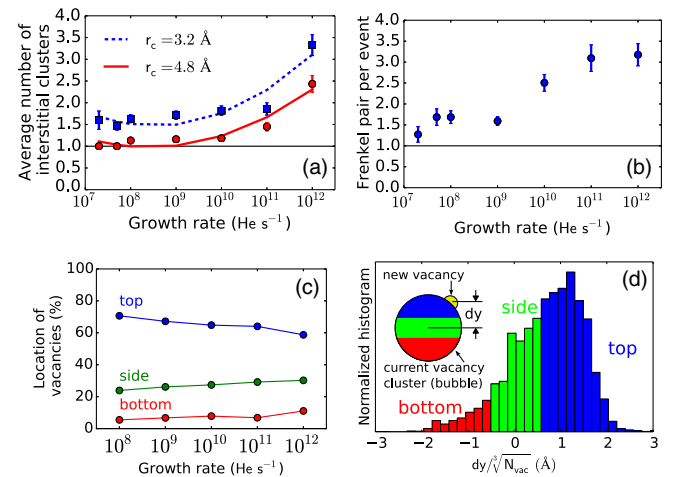 4.0
3.5
3.0
2.5
2.0
1.5
1.0
0.5
0.0
Average number of
interstitial clusters
r_c = 3.2 Å
r_c = 4.8 Å
(a)
10^7 10^8 10^9 10^10 10^11 10^12
Growth rate (He s^−1)
4.0
3.5
3.0
2.5
2.0
1.5
1.0
0.5
0.0
Frenkel pair per event
(b)
10^7 10^8 10^9 10^10 10^11 10^12
Growth rate (He s^−1)
100
80
60
40
20
0
Location of
vacancies (%)
(c)
top
side
bottom
10^8 10^9 10^10 10^11 10^12
Growth rate (He s^−1)
Normalized histogram
(d)
new vacancy
dy
side
top
current vacancy
cluster (bubble)
bottom
−3 −2 −1 0 1 2 3
dy/∛N_vac (Å)